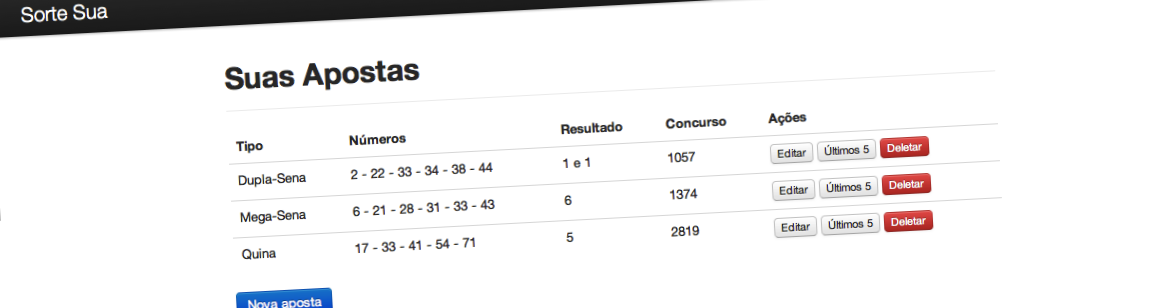 Sorte Sua
Suas Apostas
Tipo Números Resultado Concurso Ações
Dupla-Sena 2 - 22 - 33 - 34 - 38 - 44 1 e 1 1057 Editar Últimos 5 Deletar
Mega-Sena 6 - 21 - 28 - 31 - 33 - 43 6 1374 Editar Últimos 5 Deletar
Quina 17 - 33 - 41 - 54 - 71 5 2819 Editar Últimos 5 Deletar
Nova aposta